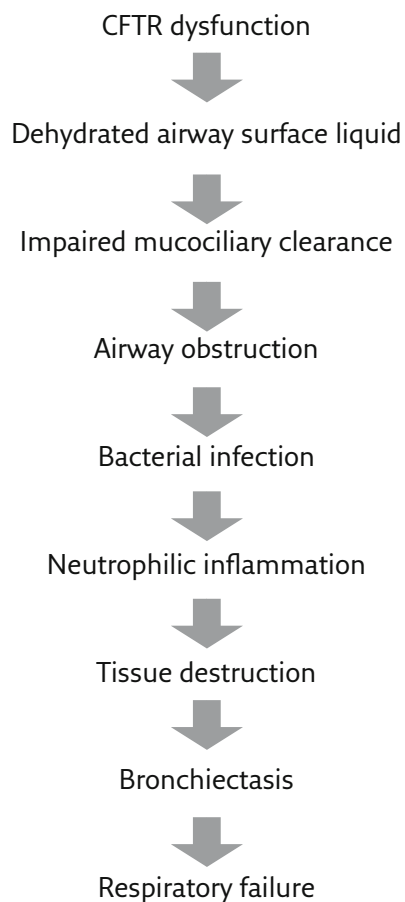 CFTR dysfunction
Dehydrated airway surface liquid
Impaired mucociliary clearance
Airway obstruction
Bacterial infection
Neutrophilic inflammation
Tissue destruction
Bronchiectasis
Respiratory failure